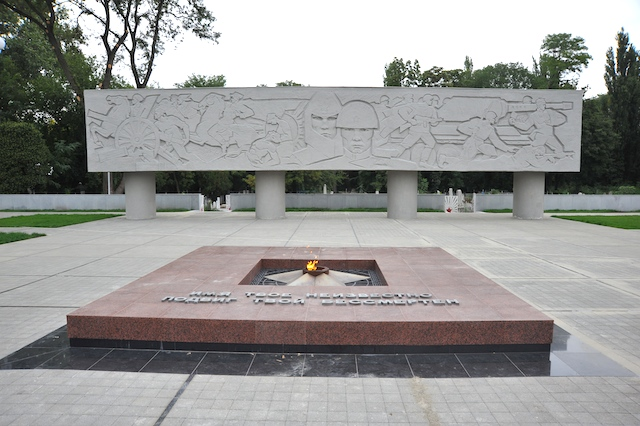 ИМЯ ТВОЕ НЕИЗВЕСТНО
ПОДВИГ ТВОЙ БЕССМЕРТЕН